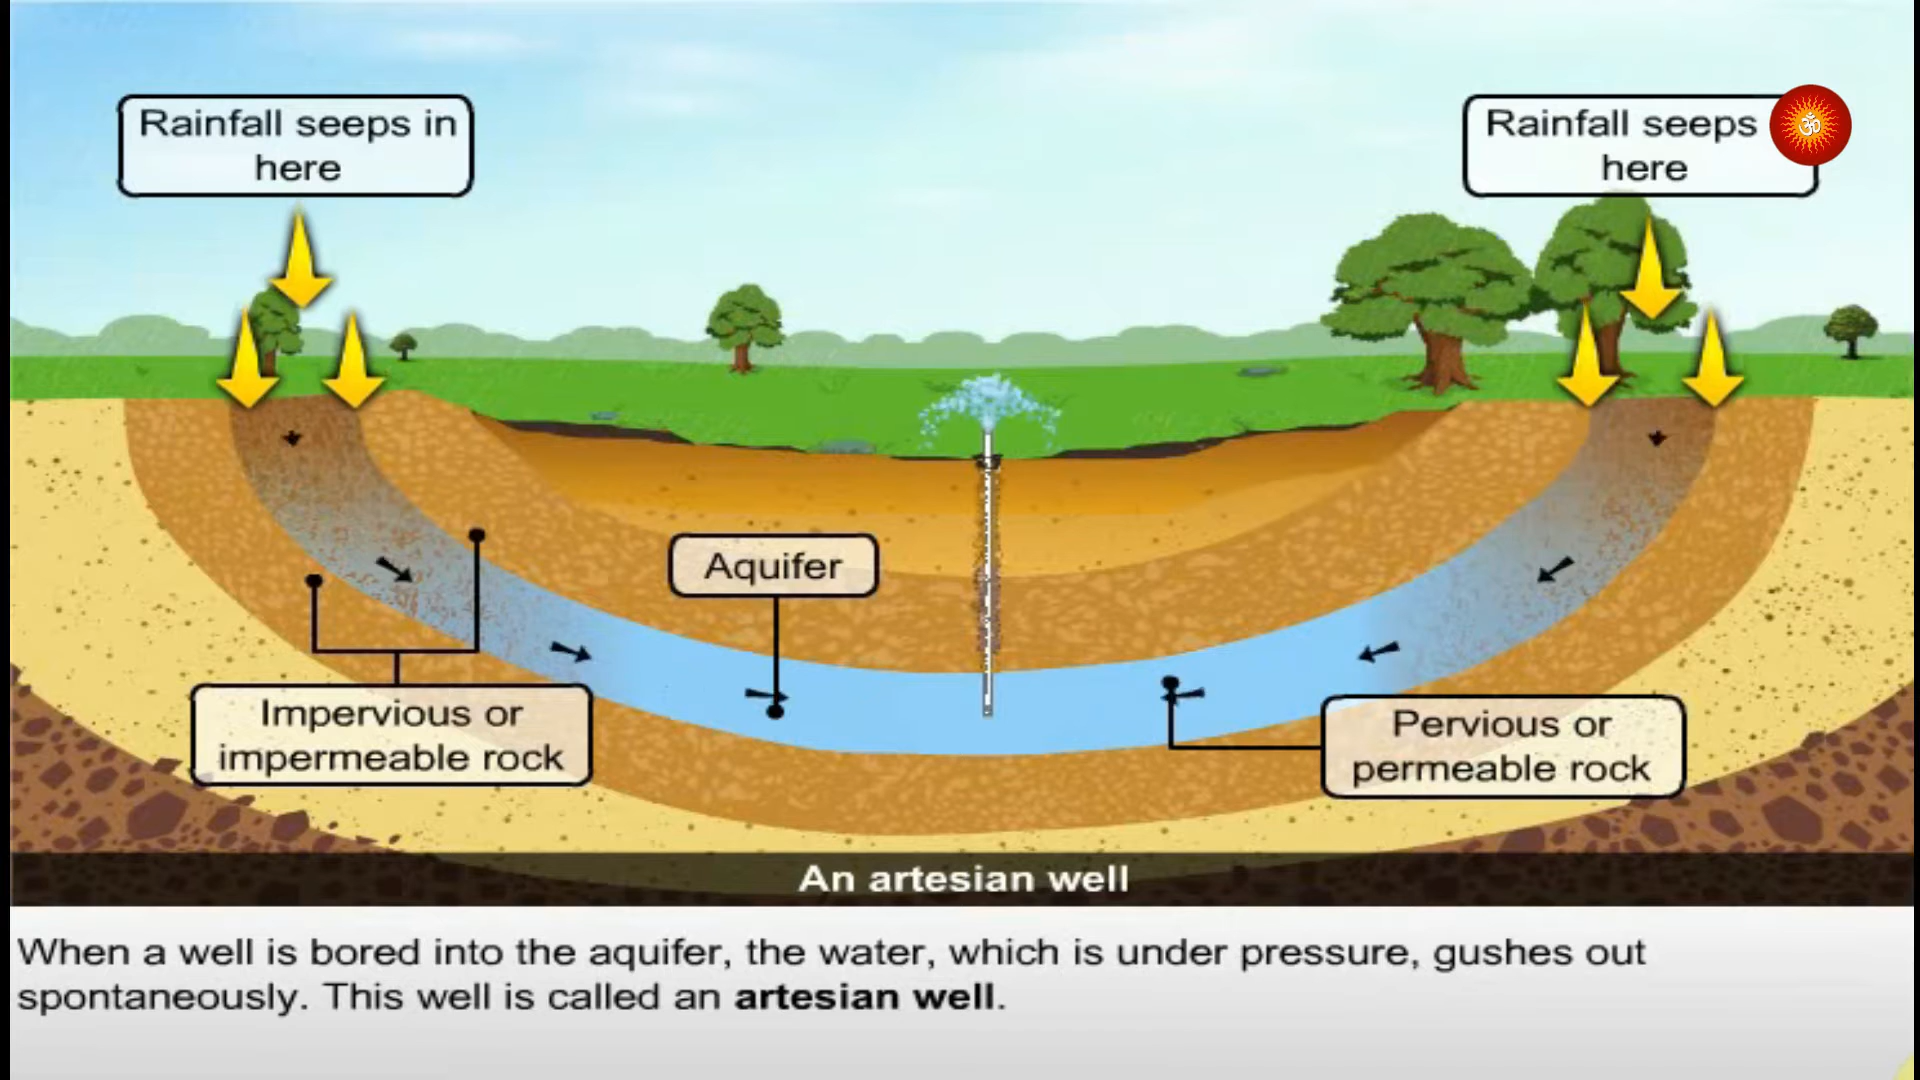 Rainfall seeps in
here
Rainfall seeps
here
ॐ
Aquifer
Impervious or
impermeable rock
Pervious or
permeable rock
An artesian well
When a well is bored into the aquifer, the water, which is under pressure, gushes out
spontaneously. This well is called an artesian well.